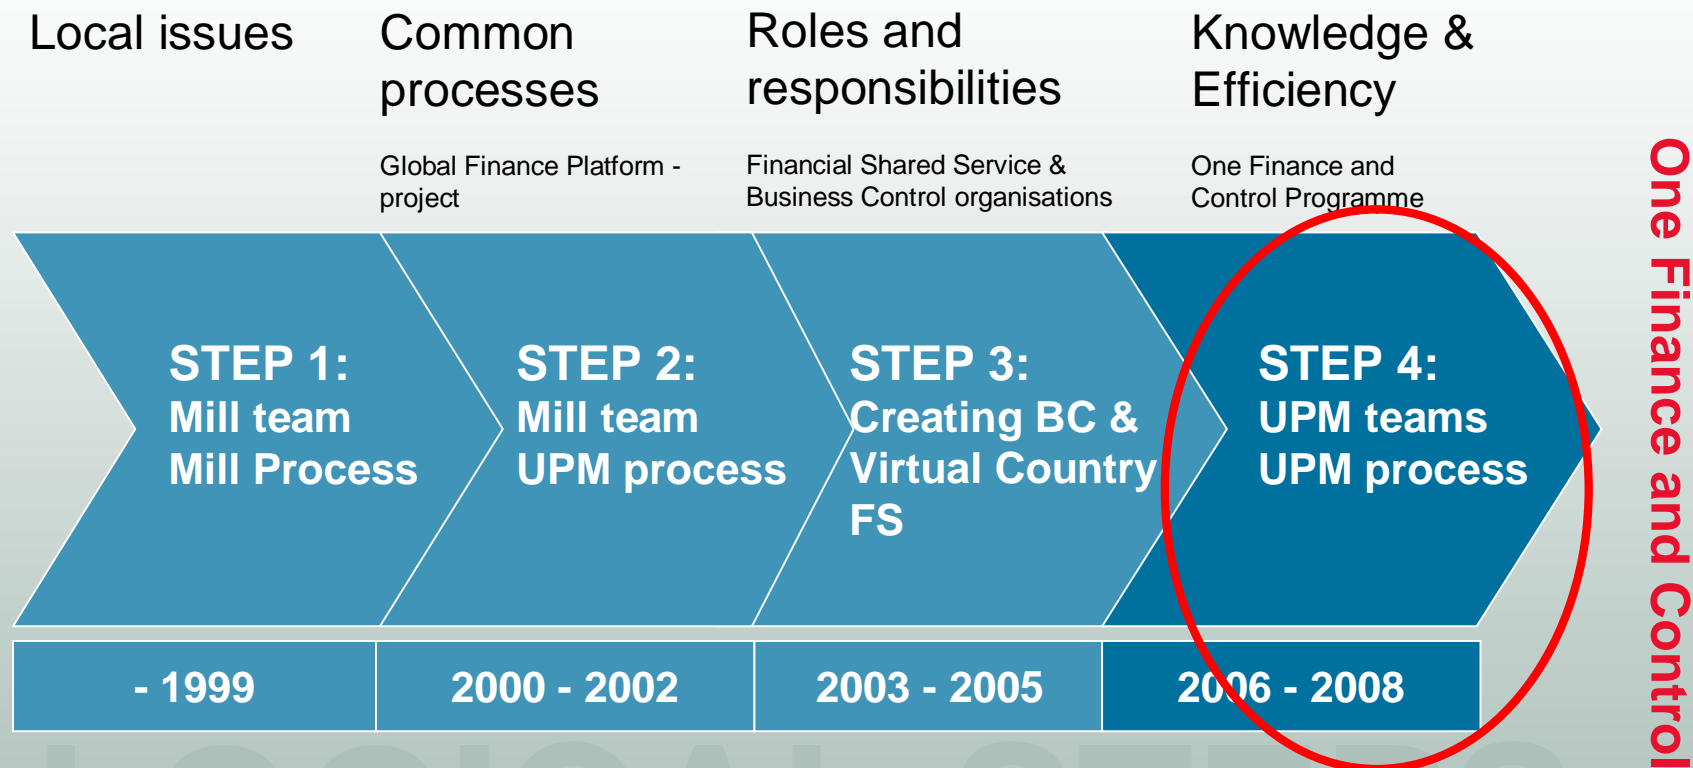 Local issues
Common
processes
Global Finance Platform -
project
Roles and
responsibilities
Financial Shared Service &
Business Control organisations
Knowledge &
Efficiency
One Finance and
Control Programme
STEP 1:
Mill team
Mill Process
STEP 2:
Mill team
UPM process
STEP 3:
Creating BC &
Virtual Country
FS
STEP 4:
UPM teams
UPM process
- 1999
2000 - 2002
2003 - 2005
2006 - 2008
One Finance and Control
LOGICAL STEPS